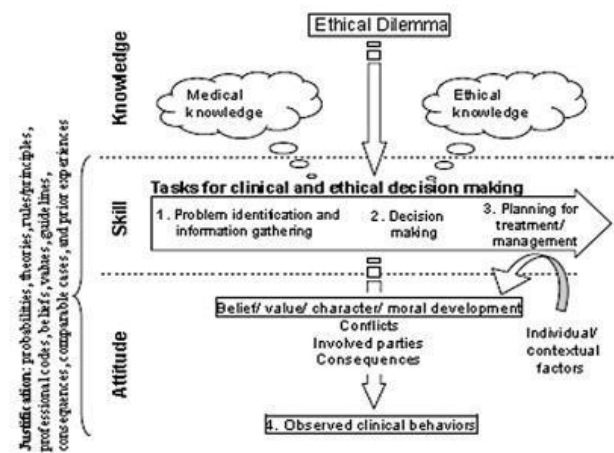 Ethical Dilemma
Knowledge
Medical
knowledge
Ethical
knowledge
Justification: probabilities, theories, rules/principles,
professional codes, beliefs, values, guide lines,
consequences, comparable cases, and prior experiences
Skill
Tasks for clinical and ethical decision making
1. Problem identification and
information gathering
2. Decision
making
3. Planning for
treatment/
management
Attitude
Belief/ value/ character/ moral development
Conflicts
Involved parties
Consequences
Individual/
contextual
factors
4. Observed clinical behaviors